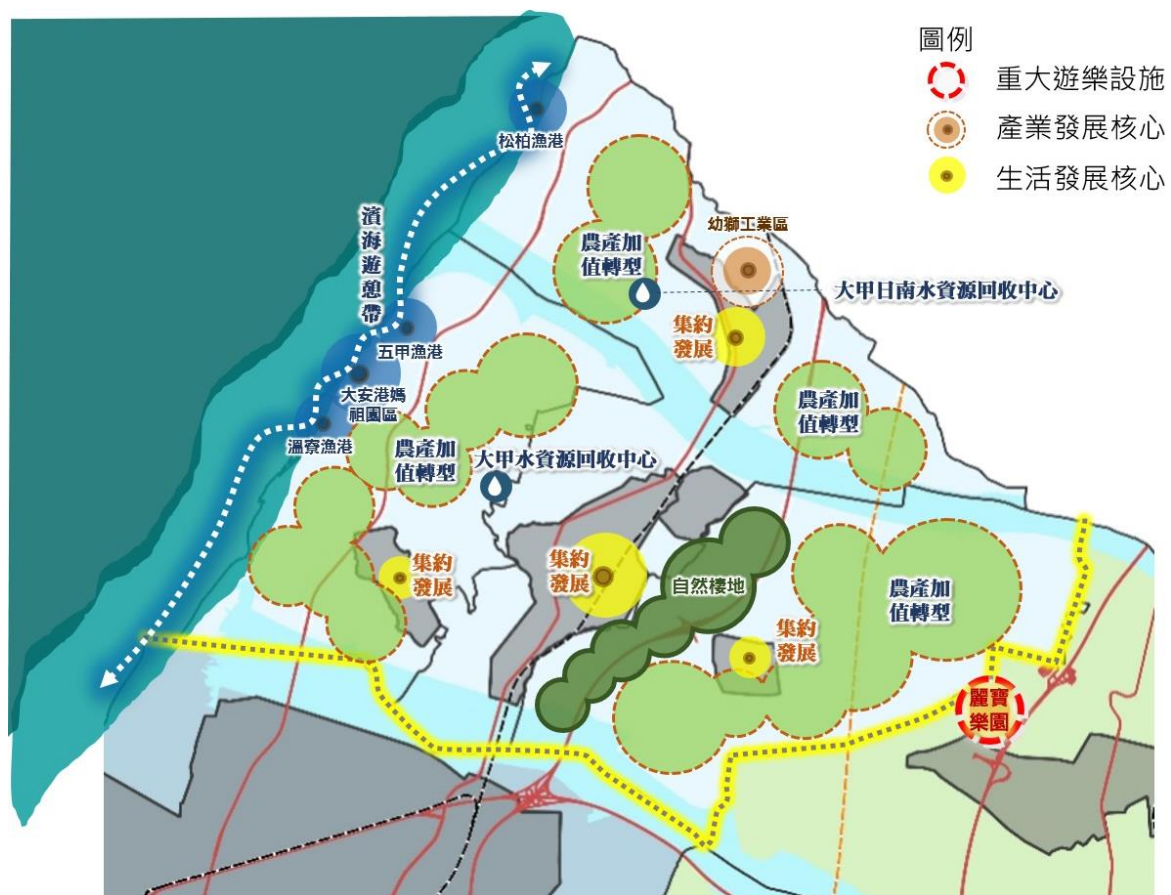 圖例
重大遊樂設施
產業發展核心
生活發展核心
松柏漁港
濱海遊憩帶
幼獅工業區
農產加
值轉型
大甲日南水資源回收中心
集約
發展
五甲漁港
大安港媽
祖園區
溫寮漁港
農產加
值轉型
農產加
值轉型
大甲水資源回收中心
集約
發展
集約
發展
自然棲地
農產加
值轉型
集約
發展
麗寶
樂園